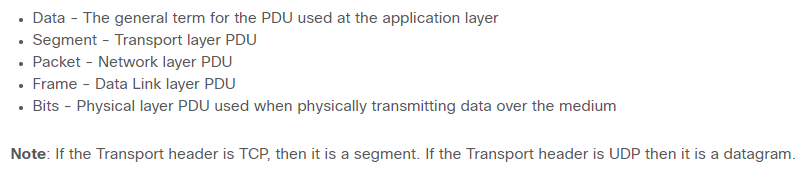 • Data – The general term for the PDU used at the application layer
• Segment – Transport layer PDU
• Packet – Network layer PDU
• Frame – Data Link layer PDU
• Bits – Physical layer PDU used when physically transmitting data over the medium
Note: If the Transport header is TCP, then it is a segment. If the Transport header is UDP then it is a datagram.